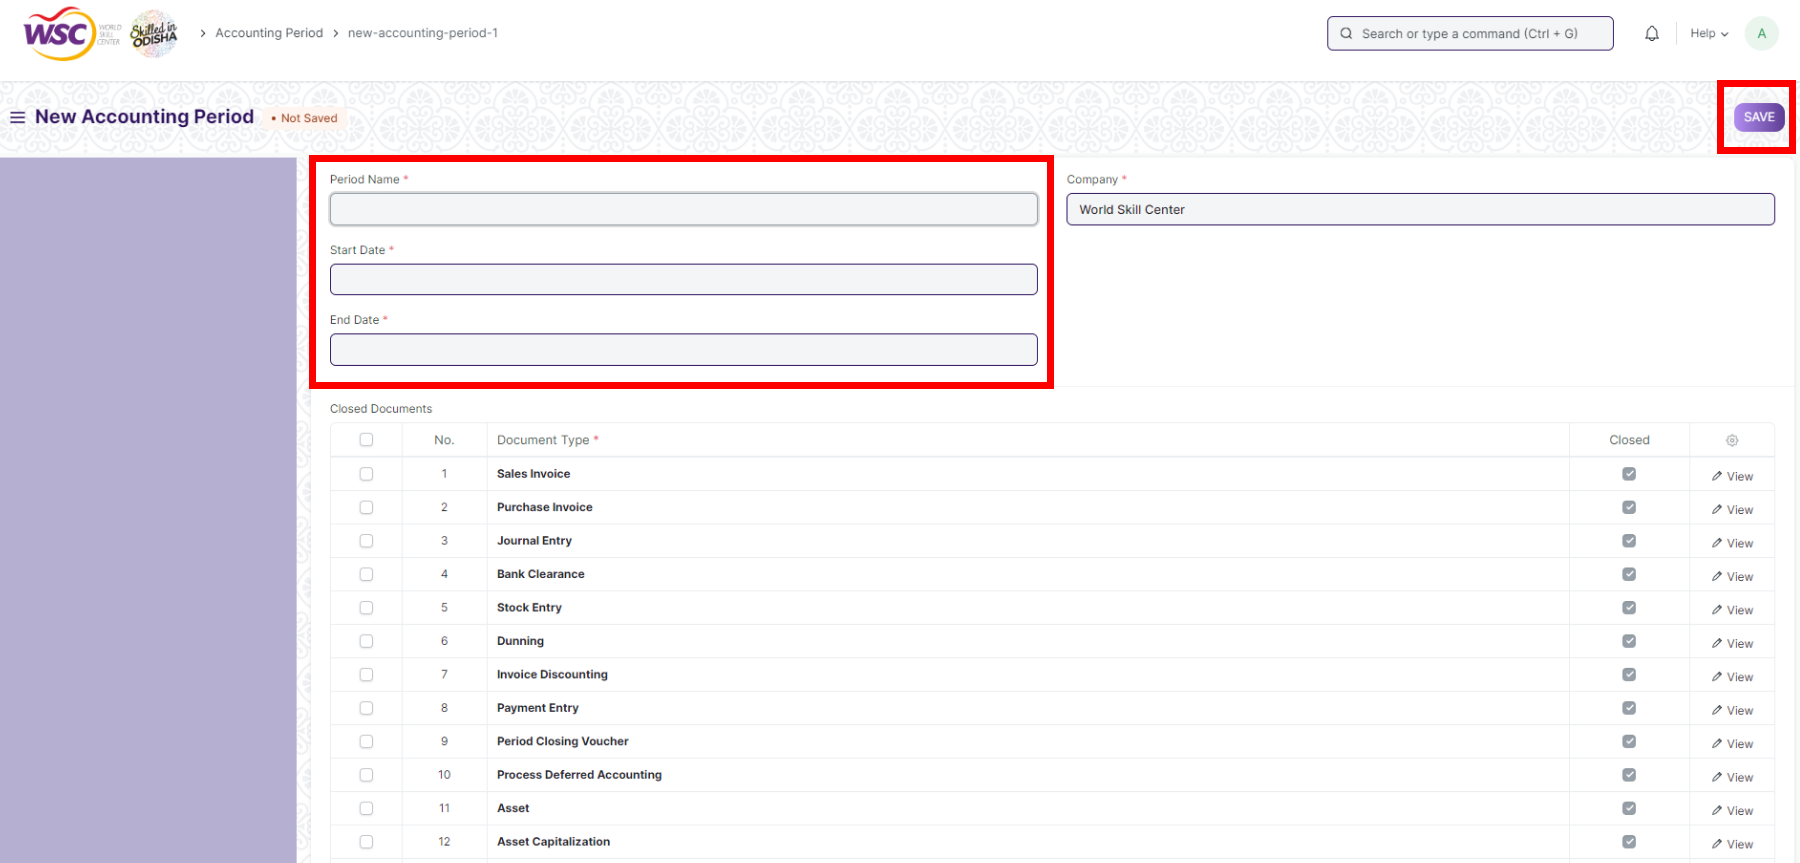 WSC WORLD SKILL CENTER
Skilled in ODISHA
Accounting Period
new-accounting-period-1
Search or type a command (Ctrl + G)
Help
A
New Accounting Period
• Not Saved
SAVE
Period Name *
Company *
World Skill Center
Start Date *
End Date *
Closed Documents
No. Document Type * Closed
1 Sales Invoice View
2 Purchase Invoice View
3 Journal Entry View
4 Bank Clearance View
5 Stock Entry View
6 Dunning View
7 Invoice Discounting View
8 Payment Entry View
9 Period Closing Voucher View
10 Process Deferred Accounting View
11 Asset View
12 Asset Capitalization View